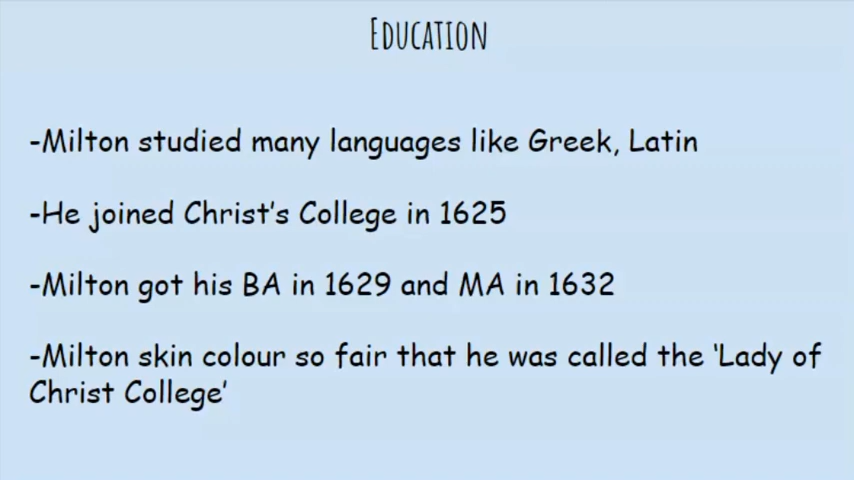 EDUCATION
-Milton studied many languages like Greek, Latin
-He joined Christ's College in 1625
-Milton got his BA in 1629 and MA in 1632
-Milton skin colour so fair that he was called the 'Lady of
Christ College'